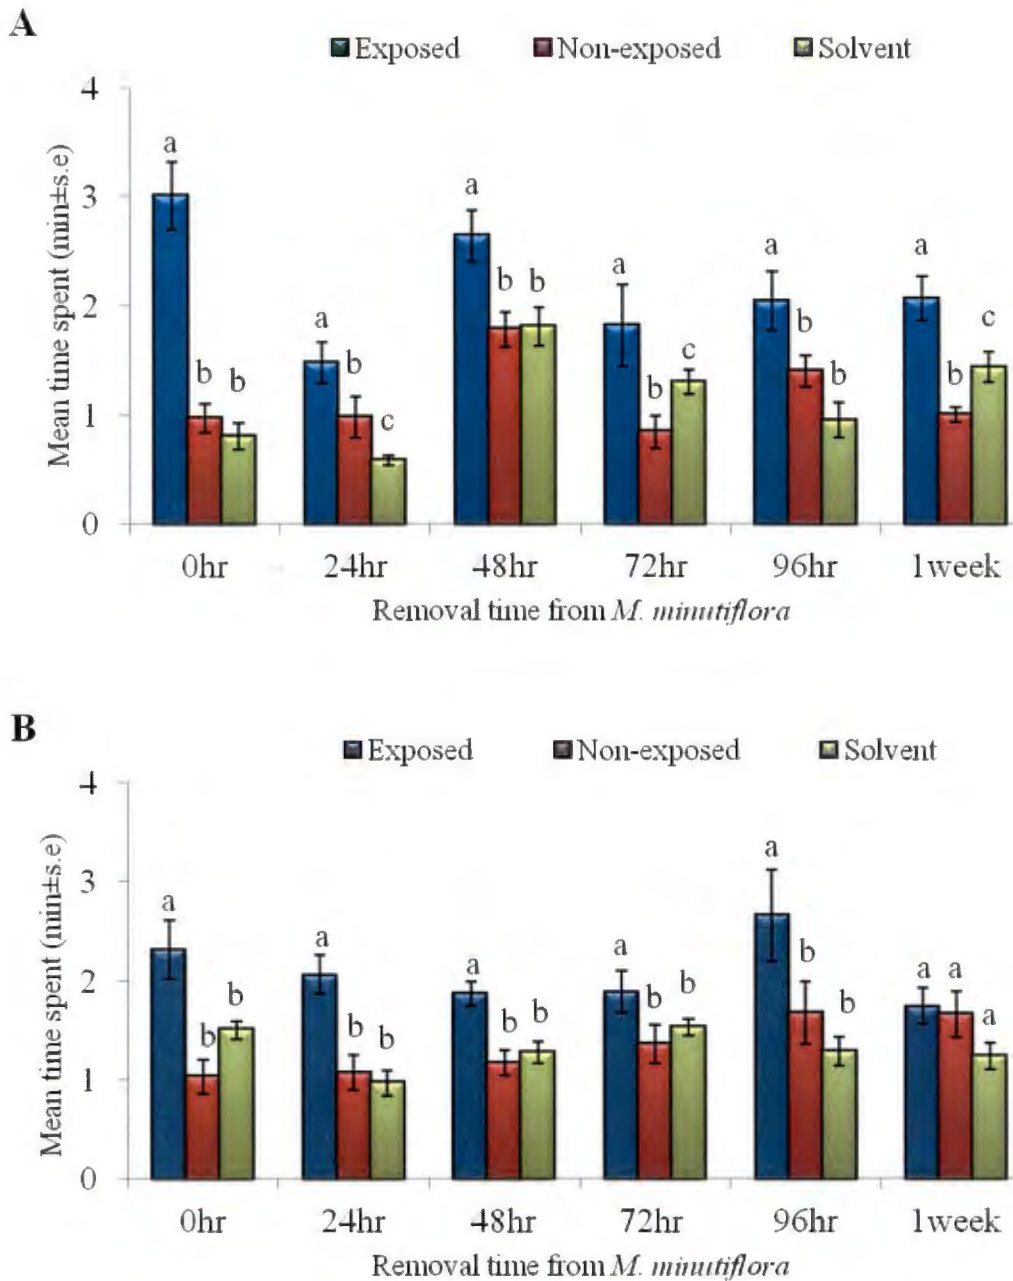 A
Exposed Non-exposed Solvent
4
3
2
1
0
Mean time spent (min±s.e)
a b b
a b c
a b b
a b c
a b b
a b c
0hr 24hr 48hr 72hr 96hr 1week
Removal time from M. minutiflora
B
Exposed Non-exposed Solvent
4
3
2
1
0
Mean time spent (min±s.e)
a b b
a b b
a b b
a b b
a b b
a a a
0hr 24hr 48hr 72hr 96hr 1week
Removal time from M. minutiflora